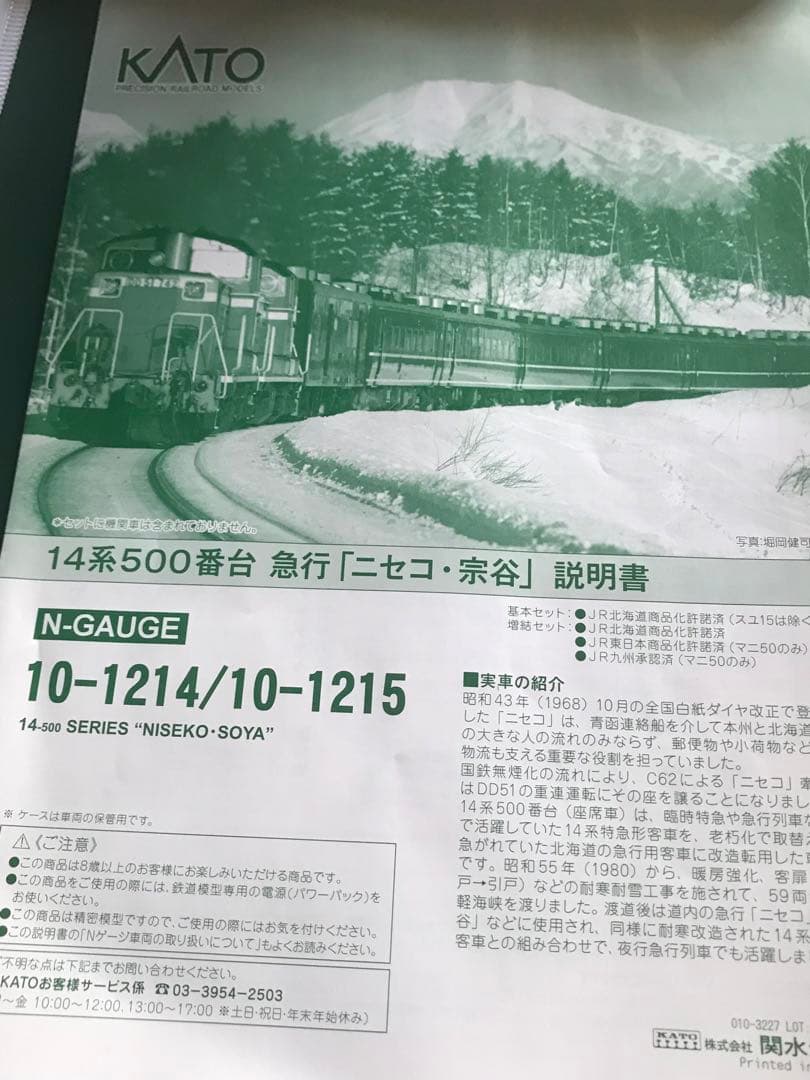 KATO
PRECISION RAILROAD MODELS
DD 51 742
*セットに機関車は含まれておりません。
写真:堀岡健司
14系500番台 急行「ニセコ・宗谷」 説明書
N-GAUGE
10-1214/10-1215
14-500 SERIES "NISEKO・SOYA"
基本セット:●JR北海道商品化許諾済(スユ15は除く
増結セット:●JR北海道商品化許諾済
●JR東日本商品化許諾済(マニ50のみ)
●JR九州承認済(マニ50のみ)
■実車の紹介
昭和43年(1968)10月の全国白紙ダイヤ改正で登
した「ニセコ」は、青函連絡船を介して本州と北海道
の大きな人の流れのみならず、郵便物や小荷物など
物流も支える重要な役割を担っていました。
国鉄無煙化の流れにより、C62による「ニセコ」牽
はDD51の重連運転にその座を譲ることになりまし
14系500番台(座席車)は、臨時特急や急行列車な
で活躍していた14系特急形客車を、老朽化で取替え
急がれていた北海道の急行用客車に改造転用した
です。昭和55年(1980)から、暖房強化、客扉
戸→引戸)などの耐寒耐雪工事を施されて、59両
軽海峡を渡りました。渡道後は道内の急行「ニセコ
谷」などに使用され、同様に耐寒改造された14系
客車との組み合わせで、夜行急行列車でも活躍しま
※ ケースは車両の保管用です。
⚠《ご注意》
●この商品は8歳以上のお客様にお楽しみいただける商品です。
●この商品をご使用の際には、鉄道模型専用の電源(パワーパック)を
お使いください。
●この商品は精密模型ですので、ご使用の際にはお気を付けください。
●この説明書の「Nゲージ車両の取り扱いについて」もよくお読みください。
ご不明な点は下記までお問い合わせください。
KATOお客様サービス係 ☎03-3954-2503
～金 10:00～12:00、13:00～17:00 ※土日・祝日・年末年始休み)
010-3227 LOT
KATO 株式会社 関水
Printed in